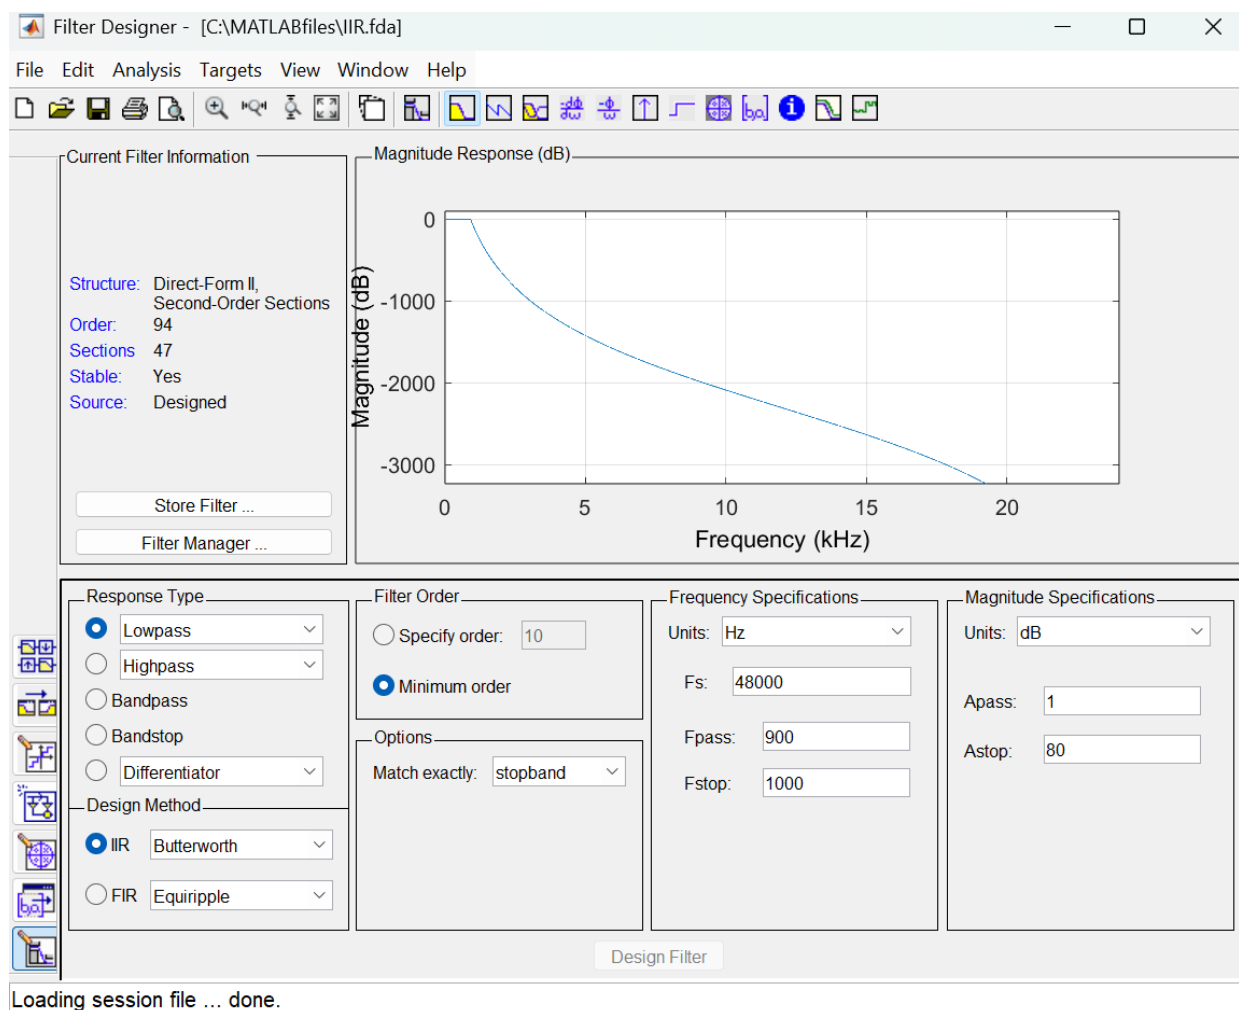 Filter Designer - [C:\MATLABfiles\IIR.fda]
File Edit Analysis Targets View Window Help
Current Filter Information
Structure: Direct-Form II,
Second-Order Sections
Order: 94
Sections 47
Stable: Yes
Source: Designed
Store Filter ...
Filter Manager ...
Magnitude Response (dB)
Magnitude (dB)
0
-1000
-2000
-3000
0 5 10 15 20
Frequency (kHz)
Response Type
Lowpass
Highpass
Bandpass
Bandstop
Differentiator
Design Method
IIR Butterworth
FIR Equiripple
Filter Order
Specify order: 10
Minimum order
Options
Match exactly: stopband
Frequency Specifications
Units: Hz
Fs: 48000
Fpass: 900
Fstop: 1000
Magnitude Specifications
Units: dB
Apass: 1
Astop: 80
Design Filter
Loading session file ... done.